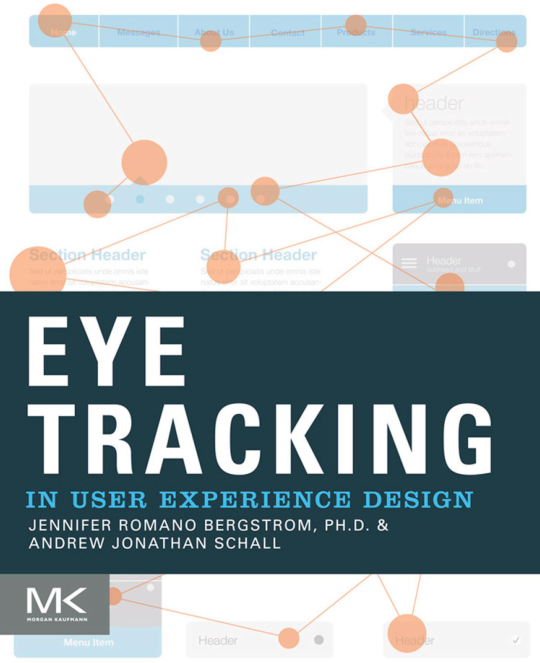 Home Messages About Us Contact Products Services Directions
header
Menu Item
Section Header Section Header
Header
EYE
TRACKING
IN USER EXPERIENCE DESIGN
JENNIFER ROMANO BERGSTROM, PH.D. &
ANDREW JONATHAN SCHALL
MK
MORGAN KAUFMANN
Menu Item
Header
Header